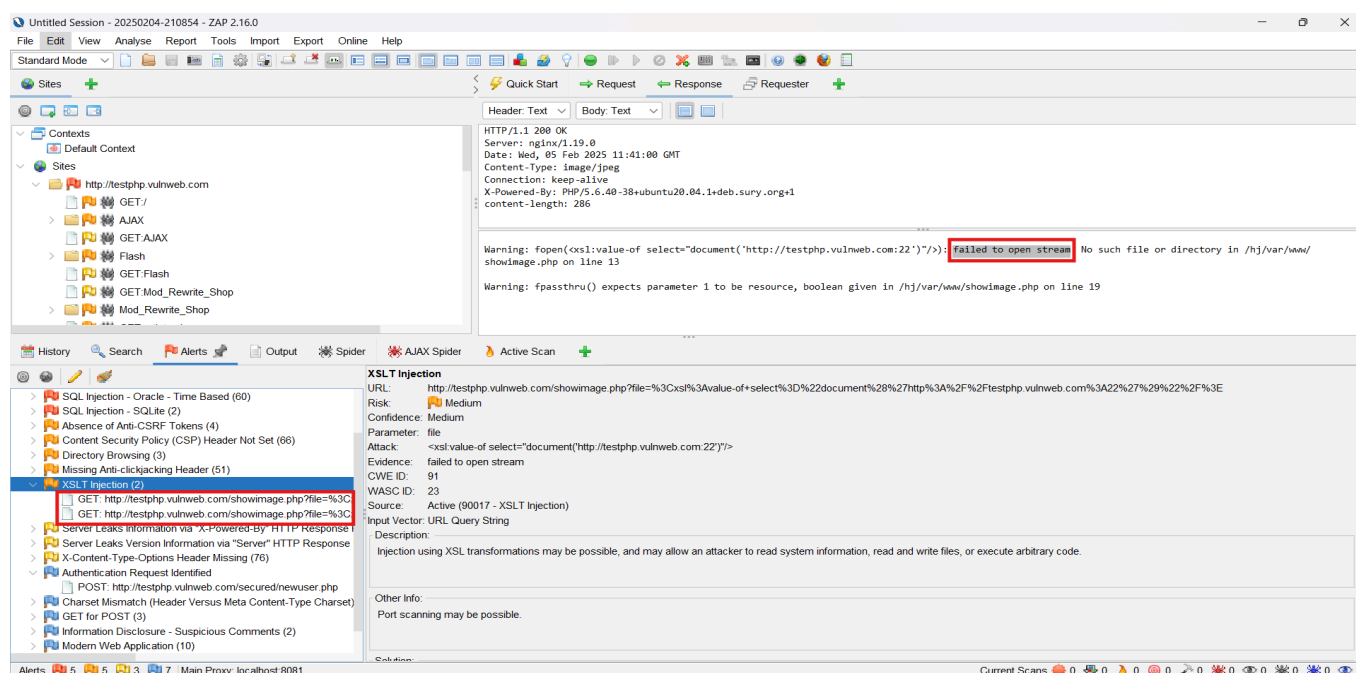 Untitled Session - 20250204-210854 - ZAP 2.16.0
File Edit View Analyse Report Tools Import Export Online Help
Standard Mode
Sites
Quick Start Request Response Requester
Header: Text Body: Text
Contexts
Default Context
Sites
http://testphp.vulnweb.com
GET:/
AJAX
GET:AJAX
Flash
GET:Flash
GET:Mod_Rewrite_Shop
Mod_Rewrite_Shop
HTTP/1.1 200 OK
Server: nginx/1.19.0
Date: Wed, 05 Feb 2025 11:41:00 GMT
Content-Type: image/jpeg
Connection: keep-alive
X-Powered-By: PHP/5.6.40-38+ubuntu20.04.1+deb.sury.org+1
content-length: 286
Warning: fopen(<xsl:value-of select="document('http://testphp.vulnweb.com:22')"/>): failed to open stream No such file or directory in /hj/var/www/
showimage.php on line 13
Warning: fpassthru() expects parameter 1 to be resource, boolean given in /hj/var/www/showimage.php on line 19
History Search Alerts Output Spider AJAX Spider Active Scan
SQL Injection - Oracle - Time Based (60)
SQL Injection - SQLite (2)
Absence of Anti-CSRF Tokens (4)
Content Security Policy (CSP) Header Not Set (66)
Directory Browsing (3)
Missing Anti-clickjacking Header (51)
XSLT Injection (2)
GET: http://testphp.vulnweb.com/showimage.php?file=%3C
GET: http://testphp.vulnweb.com/showimage.php?file=%3C
Server Leaks Information via "X-Powered-By" HTTP Response
Server Leaks Version Information via "Server" HTTP Response
X-Content-Type-Options Header Missing (76)
Authentication Request Identified
POST: http://testphp.vulnweb.com/secured/newuser.php
Charset Mismatch (Header Versus Meta Content-Type Charset)
GET for POST (3)
Information Disclosure - Suspicious Comments (2)
Modern Web Application (10)
XSLT Injection
URL: http://testphp.vulnweb.com/showimage.php?file=%3Cxsl%3Avalue-of+select%3D%22document%28%27http%3A%2F%2Ftestphp.vulnweb.com%3A22%27%29%22%2F%3E
Risk: Medium
Confidence: Medium
Parameter: file
Attack: <xsl:value-of select="document('http://testphp.vulnweb.com:22')"/>
Evidence: failed to open stream
CWE ID: 91
WASC ID: 23
Source: Active (90017 - XSLT Injection)
Input Vector: URL Query String
Description:
Injection using XSL transformations may be possible, and may allow an attacker to read system information, read and write files, or execute arbitrary code.
Other Info:
Port scanning may be possible.
Solution:
Alerts 5 5 3 7 Main Proxy: localhost:8081
Current Scans 0 0 0 0 0 0 0 0 0